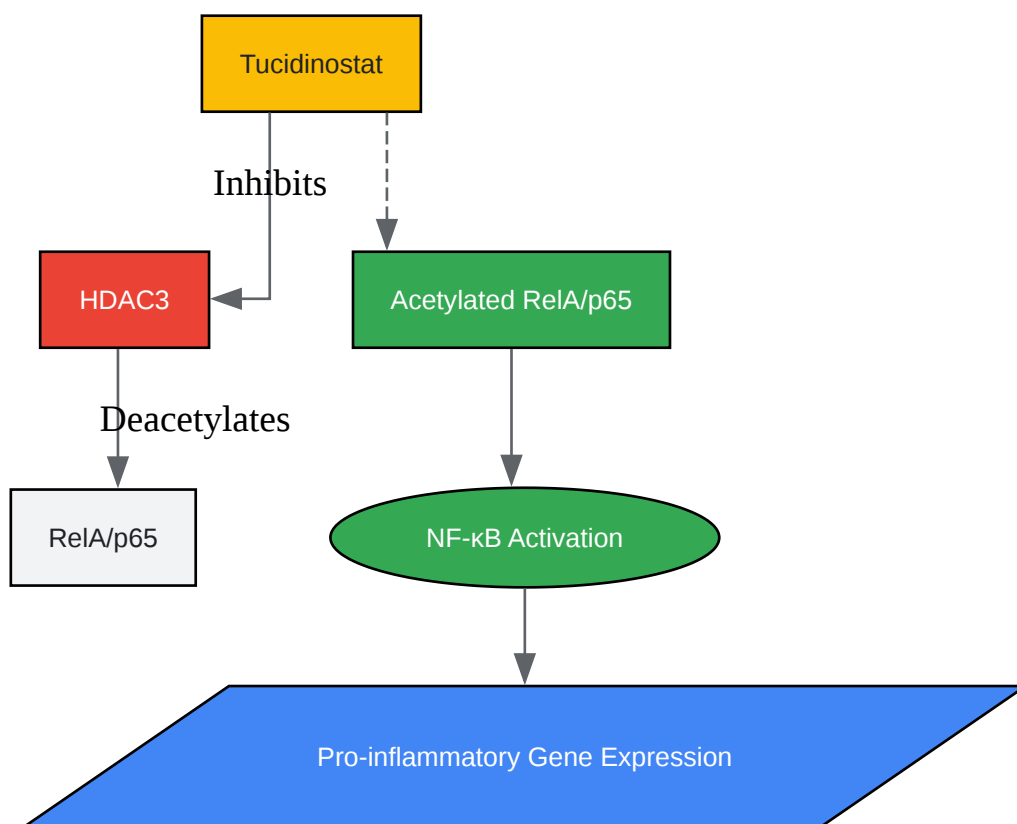 Tucidinostat
Inhibits
HDAC3
Acetylated RelA/p65
Deacetylates
RelA/p65
NF-κB Activation
Pro-inflammatory Gene Expression